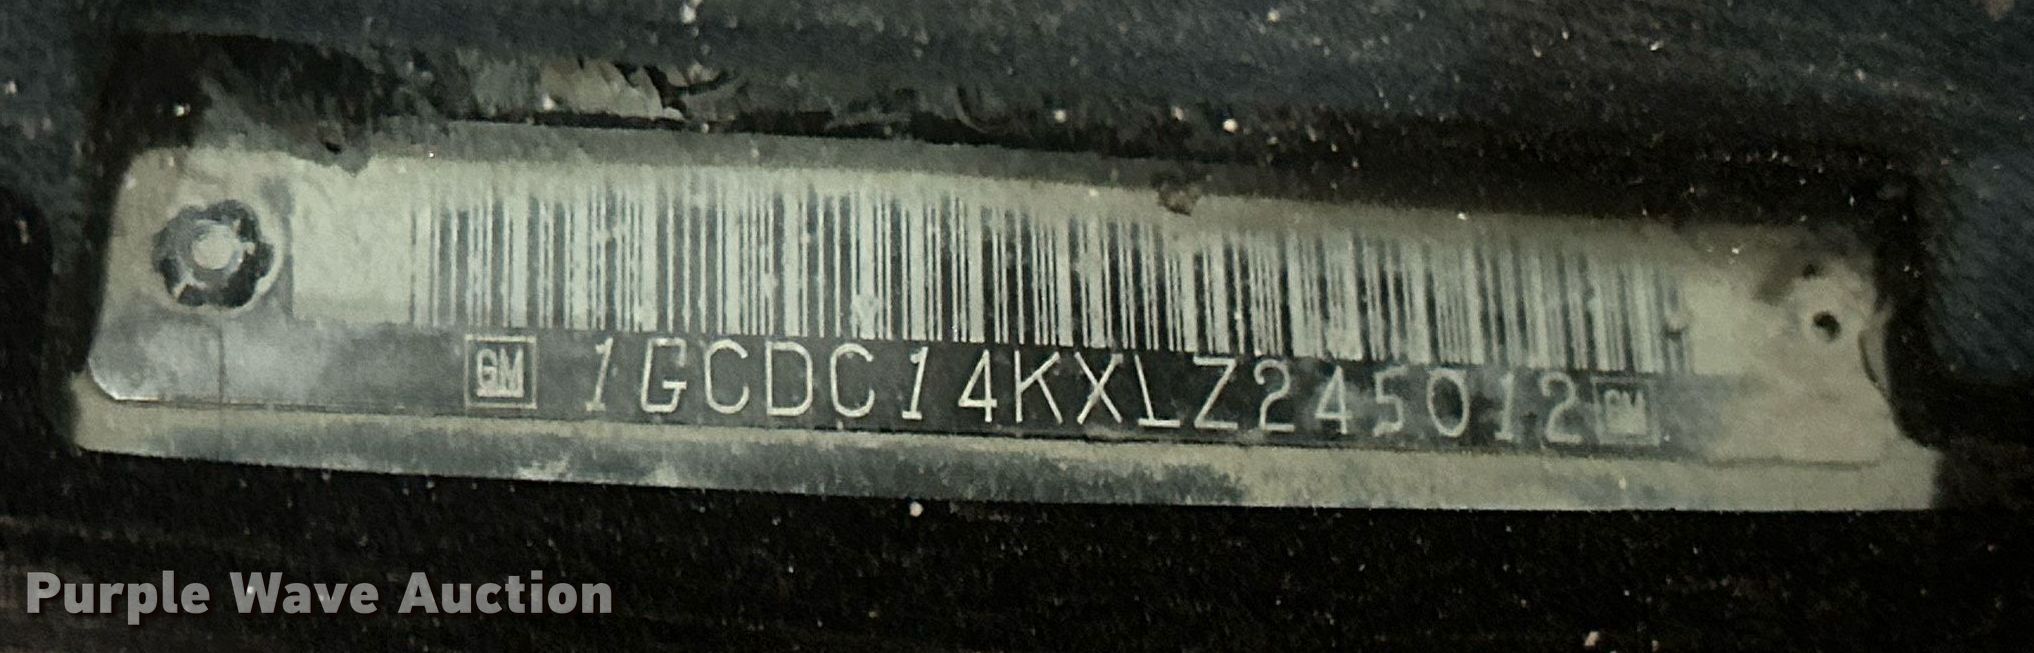 GM 1GCDC14KXLZ245012 GM
Purple Wave Auction